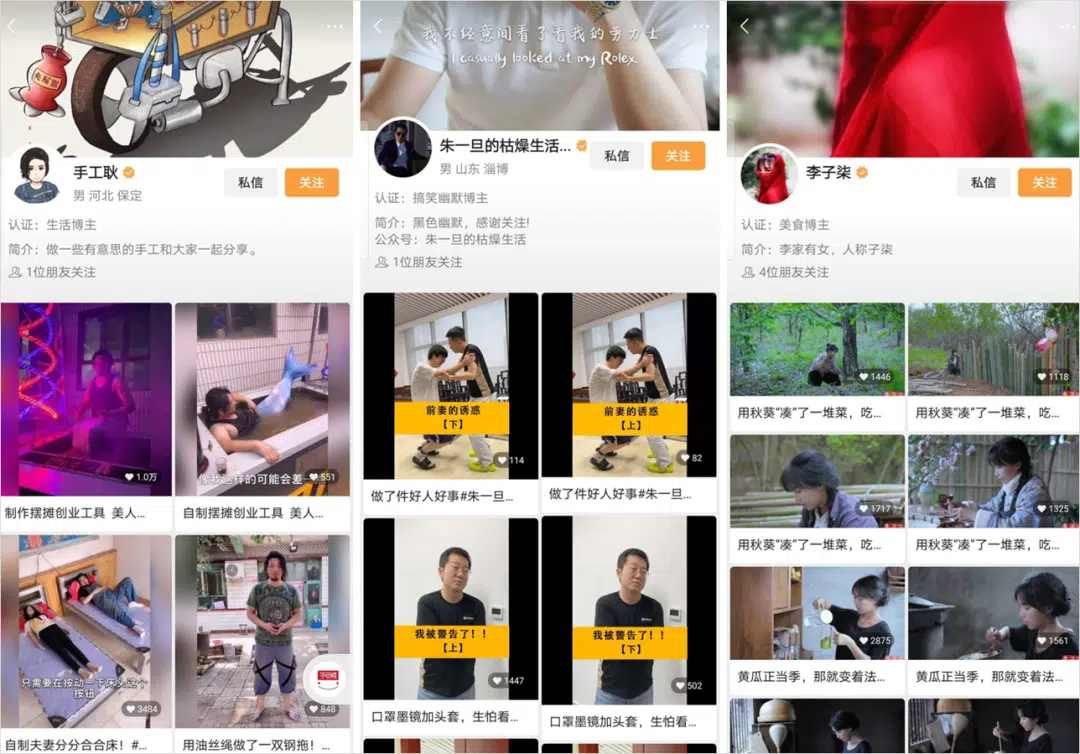 手工耿
男 河北 保定
私信
关注
认证：生活博主
简介：做一些有意思的手工和大家一起分享。
1位朋友关注
1.0万
制作摆摊创业工具 美人...
像我这样的可能会差
551
自制摆摊创业工具 美人...
只需要在按动一下床头这个
按钮
3484
自制夫妻分分合合床！#...
848
用油丝绳做了一双钢拖！...
我不经意间看了看我的劳力士
I casually looked at my Rolex
朱一旦的枯燥生活...
男 山东 淄博
私信
关注
认证：搞笑幽默博主
简介：黑色幽默，感谢关注!
公众号：朱一旦的枯燥生活
1位朋友关注
前妻的诱惑
【下】
114
做了件好人好事#朱一旦...
前妻的诱惑
【上】
82
做了件好人好事#朱一旦...
我被警告了！！
【上】
1447
口罩墨镜加头套，生怕看...
我被警告了！！
【下】
502
口罩墨镜加头套，生怕看...
李子柒
私信
关注
认证：美食博主
简介：李家有女，人称子柒
4位朋友关注
1446
用秋葵“凑”了一堆菜，吃...
1118
用秋葵“凑”了一堆菜，吃...
1717
用秋葵“凑”了一堆菜，吃...
1325
用秋葵“凑”了一堆菜，吃...
2875
黄瓜正当季，那就变着法...
1561
黄瓜正当季，那就变着法...